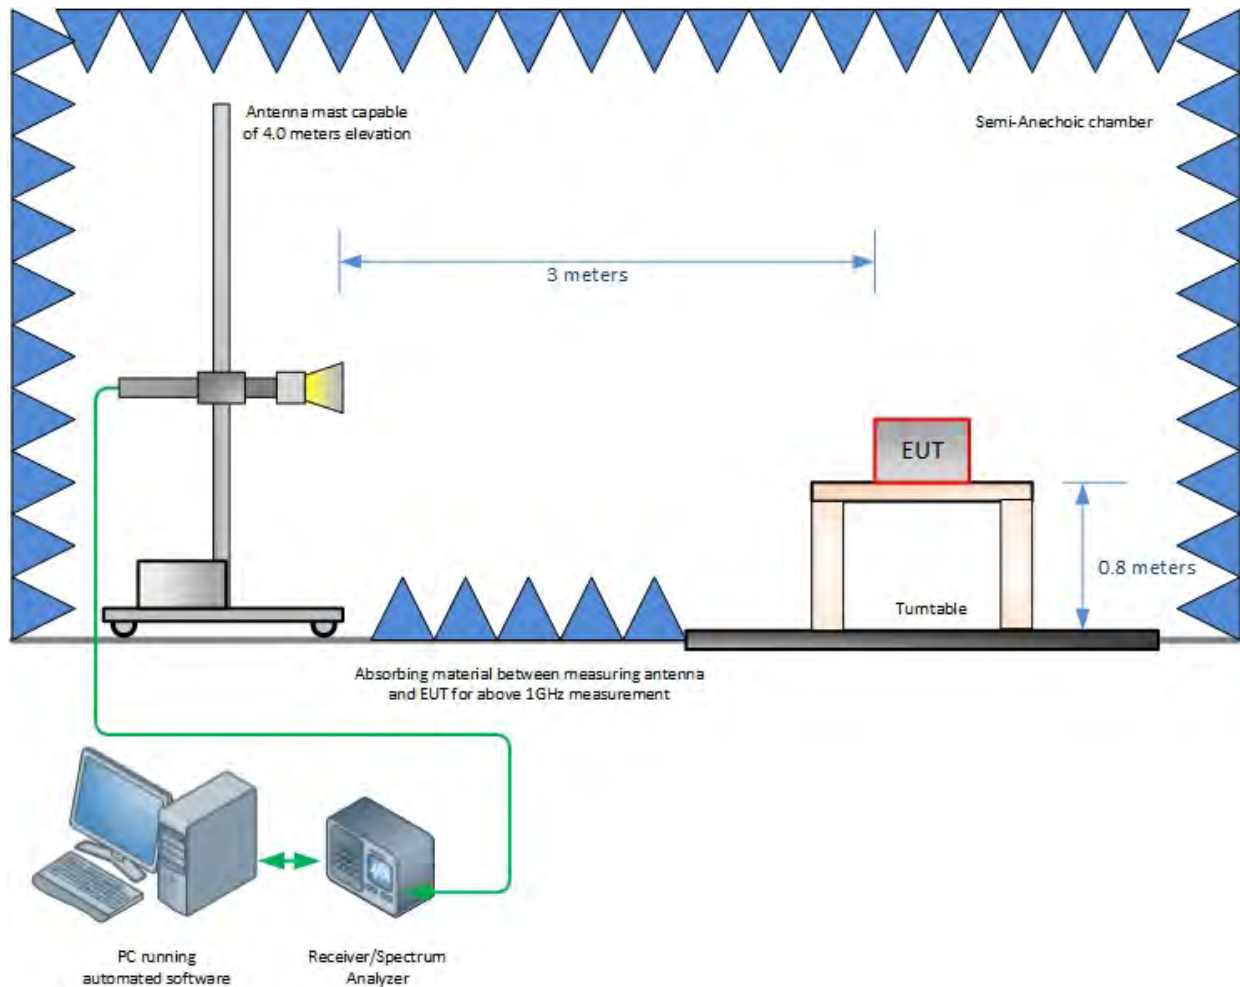 Antenna mast capable
of 4.0 meters elevation
Semi-Anechoic chamber
3 meters
EUT
0.8 meters
Turntable
Absorbing material between measuring antenna
and EUT for above 1GHz measurement
PC running
automated software
Receiver/Spectrum
Analyzer